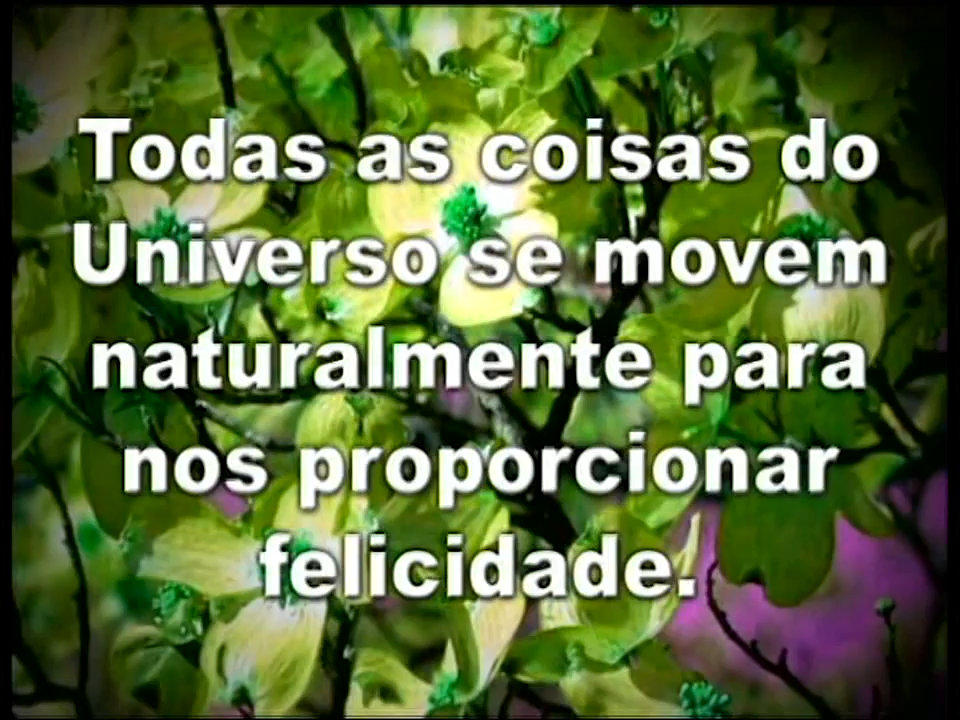 Todas as coisas do
Universo se movem
naturalmente para
nos proporcionar
felicidade.